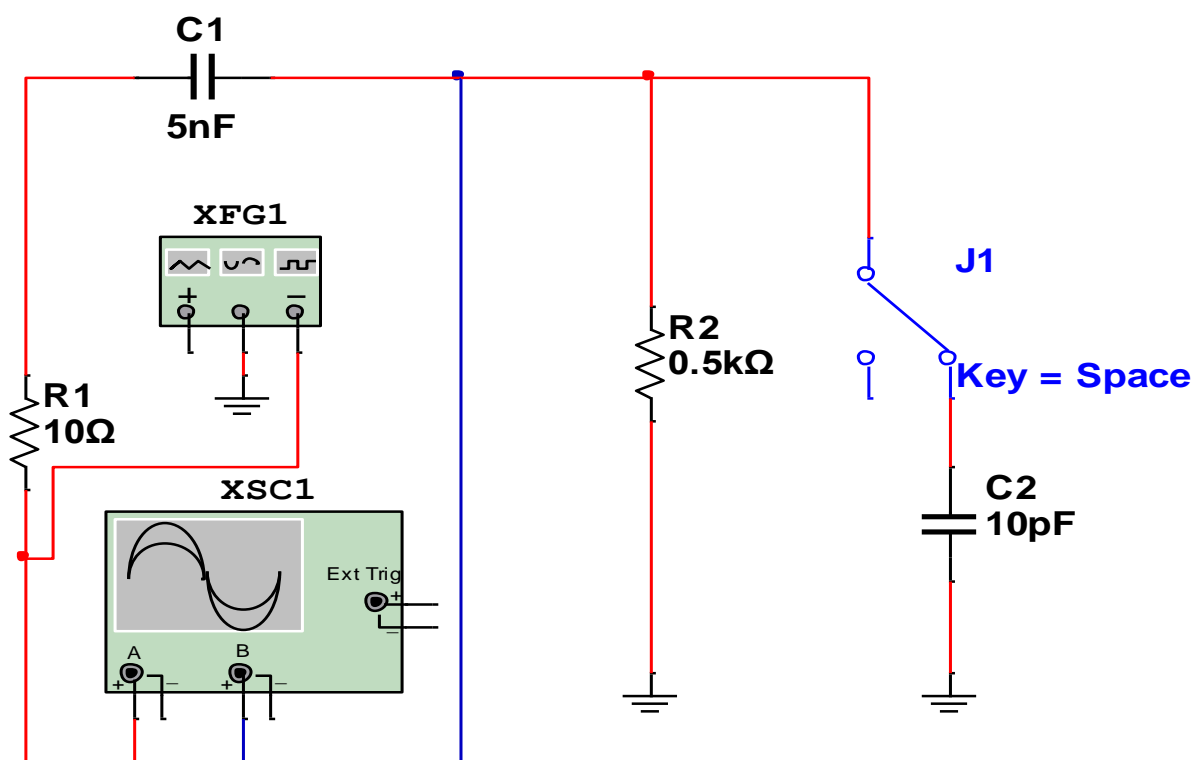 C1
5nF
XFG1
+
–
J1
R2
0.5kΩ
Key = Space
R1
10Ω
XSC1
C2
10pF
Ext Trig
+
–
A
B
+
–
+
–